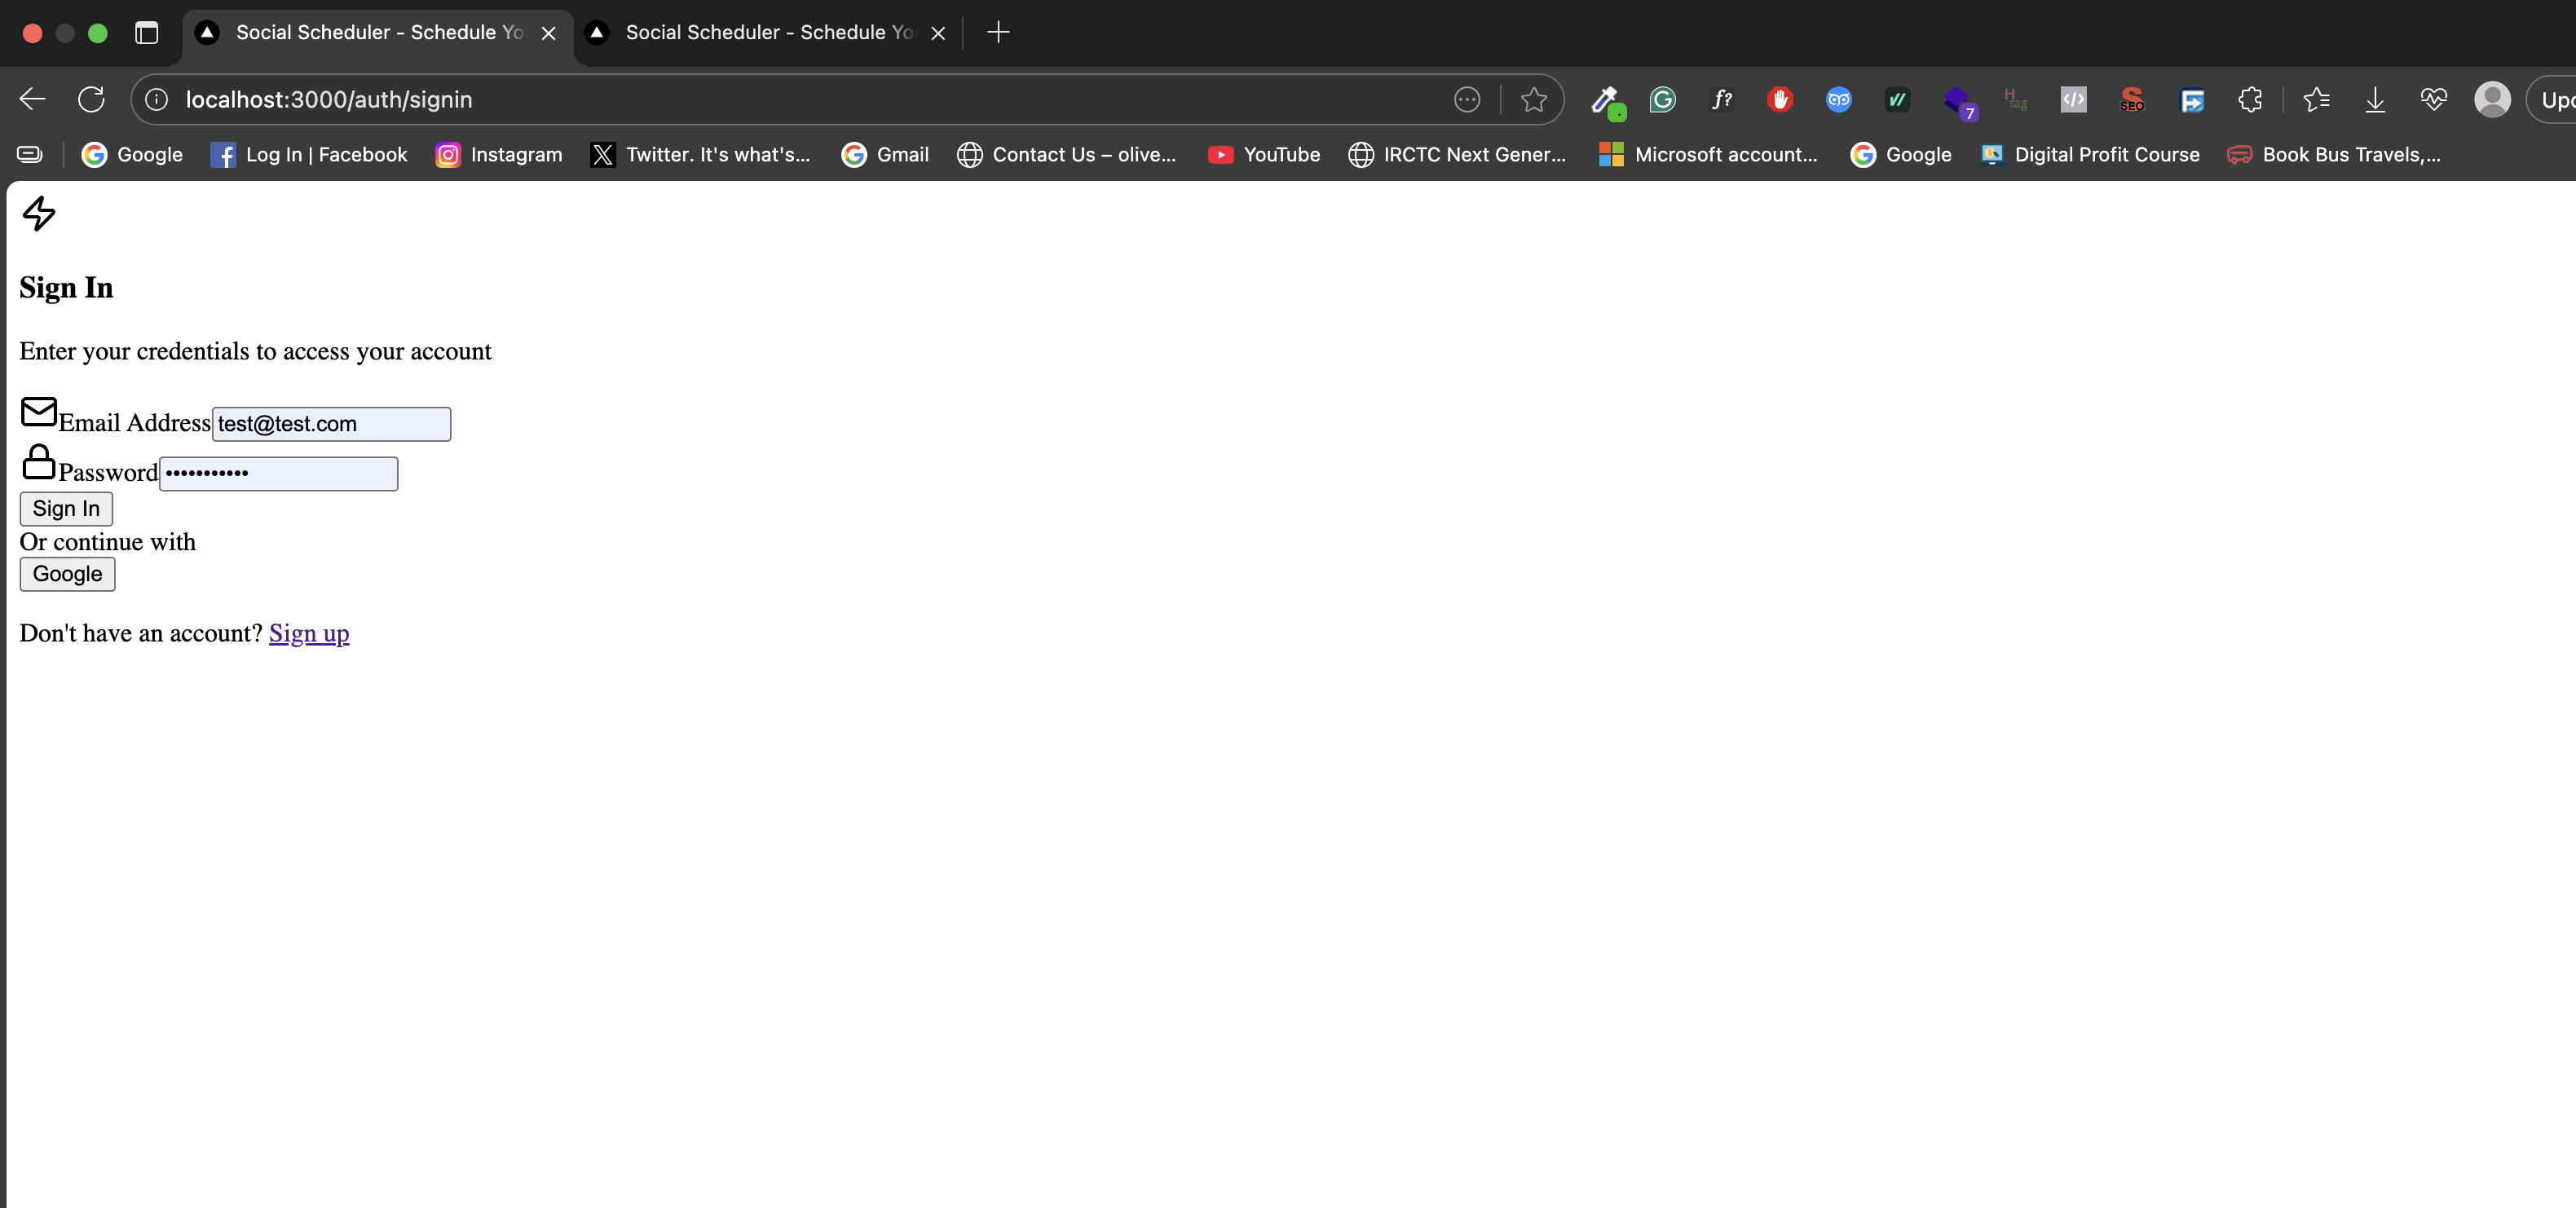 Social Scheduler - Schedule Yo
Social Scheduler - Schedule Yo
localhost:3000/auth/signin
f?
7
H
tag
</>
SEO
Upd
Google
Log In | Facebook
Instagram
Twitter. It's what's...
Gmail
Contact Us – olive...
YouTube
IRCTC Next Gener...
Microsoft account...
Google
Digital Profit Course
Book Bus Travels,...
Sign In
Enter your credentials to access your account
Email Address test@test.com
Password •••••••••••
Sign In
Or continue with
Google
Don't have an account? Sign up